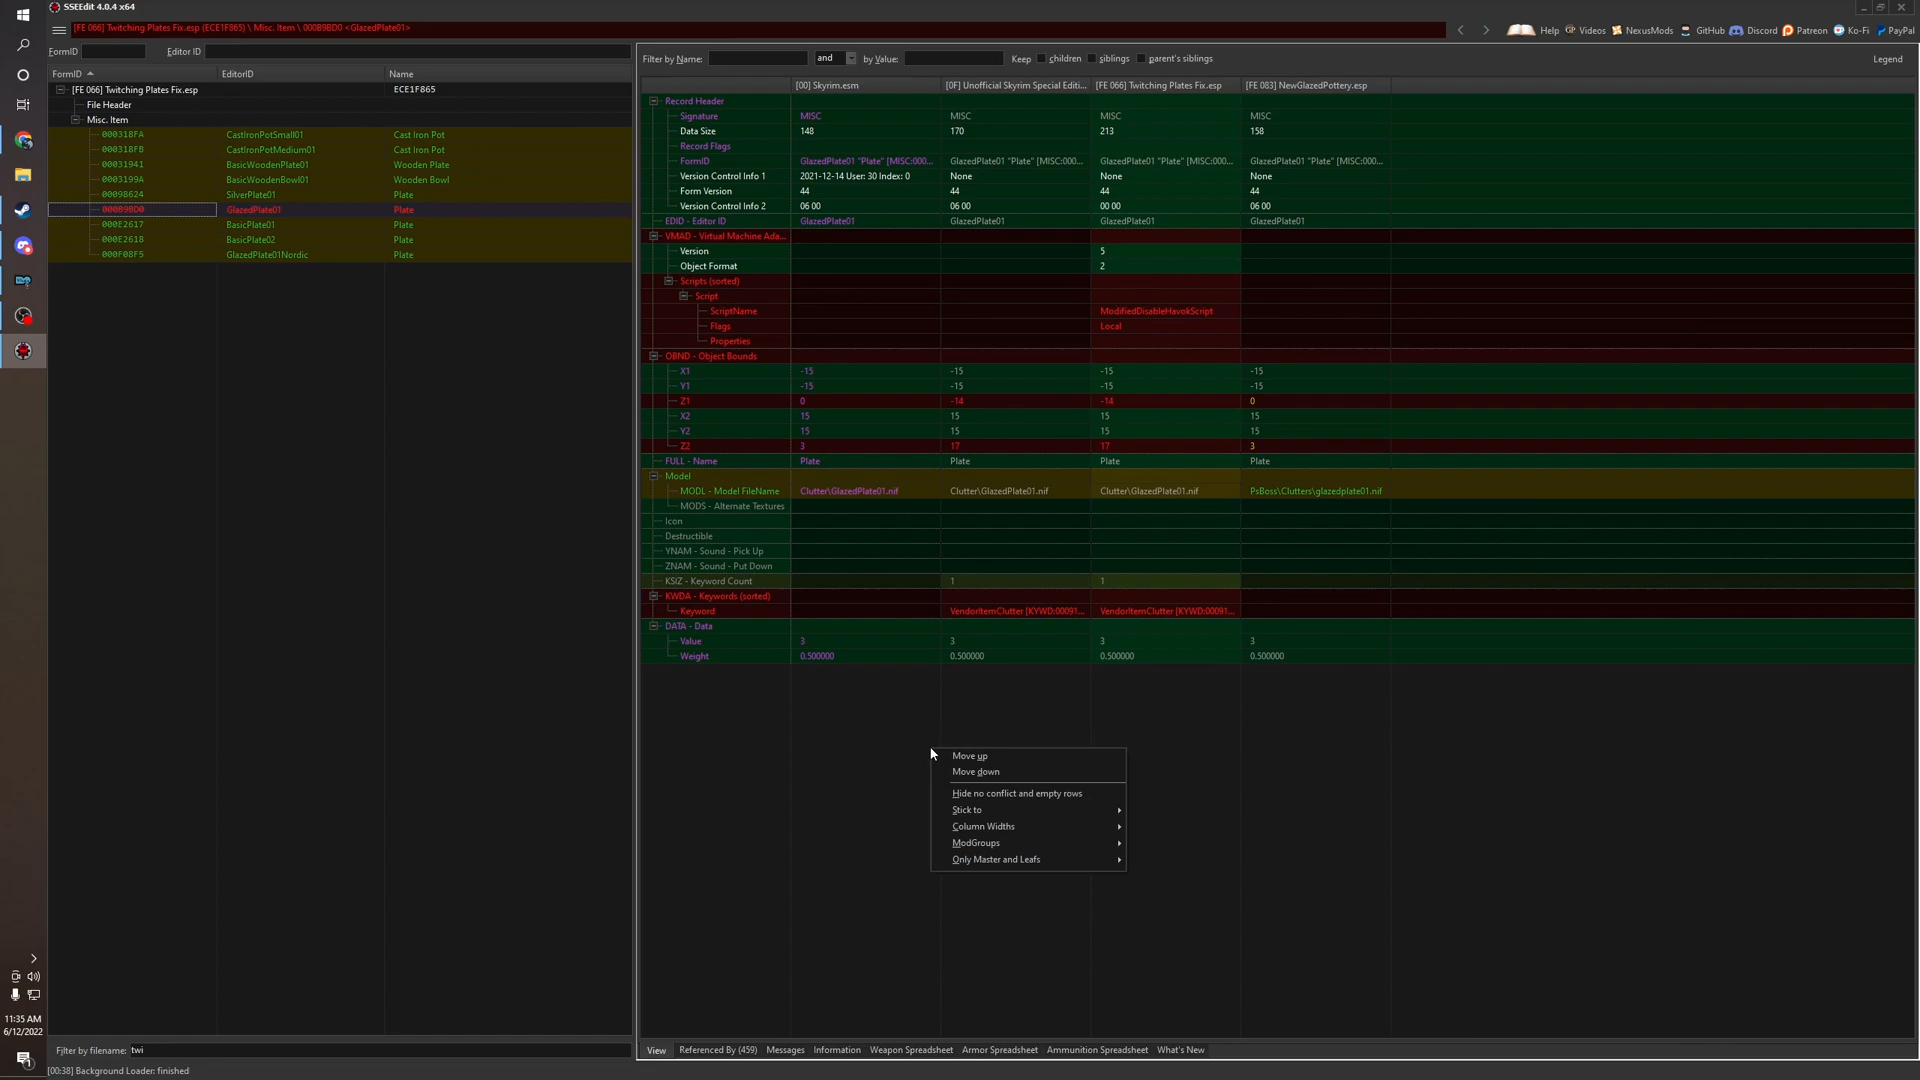 SSEEdit 4.0.4 x64
[FE 066] Twitching Plates Fix.esp (ECE1F865) \ Misc. Item \ 000B9BD0 <GlazedPlate01>
Help Videos NexusMods GitHub Discord Patreon Ko-Fi PayPal
FormID Editor ID
FormID EditorID Name
[FE 066] Twitching Plates Fix.esp ECE1F865
File Header
Misc. Item
000318FA CastIronPotSmall01 Cast Iron Pot
000318FB CastIronPotMedium01 Cast Iron Pot
00031941 BasicWoodenPlate01 Wooden Plate
0003199A BasicWoodenBowl01 Wooden Bowl
00098624 SilverPlate01 Plate
000B9BD0 GlazedPlate01 Plate
000E2617 BasicPlate01 Plate
000E2618 BasicPlate02 Plate
000F08F5 GlazedPlate01Nordic Plate
Filter by filename: twi
[00:38] Background Loader: finished
Filter by Name: and by Value: Keep children siblings parent's siblings Legend
[00] Skyrim.esm [0F] Unofficial Skyrim Special Editi... [FE 066] Twitching Plates Fix.esp [FE 083] NewGlazedPottery.esp
Record Header
Signature MISC MISC MISC MISC
Data Size 148 170 213 158
Record Flags
FormID GlazedPlate01 "Plate" [MISC:000... GlazedPlate01 "Plate" [MISC:000... GlazedPlate01 "Plate" [MISC:000... GlazedPlate01 "Plate" [MISC:000...
Version Control Info 1 2021-12-14 User: 30 Index: 0 None None None
Form Version 44 44 44 44
Version Control Info 2 06 00 06 00 00 00 06 00
EDID - Editor ID GlazedPlate01 GlazedPlate01 GlazedPlate01 GlazedPlate01
VMAD - Virtual Machine Ada...
Version 5
Object Format 2
Scripts (sorted)
Script
ScriptName ModifiedDisableHavokScript
Flags Local
Properties
OBND - Object Bounds
X1 -15 -15 -15 -15
Y1 -15 -15 -15 -15
Z1 0 -14 -14 0
X2 15 15 15 15
Y2 15 15 15 15
Z2 3 17 17 3
FULL - Name Plate Plate Plate Plate
Model
MODL - Model FileName Clutter\GlazedPlate01.nif Clutter\GlazedPlate01.nif Clutter\GlazedPlate01.nif PsBoss\Clutters\glazedplate01.nif
MODS - Alternate Textures
Icon
Destructible
YNAM - Sound - Pick Up
ZNAM - Sound - Put Down
KSIZ - Keyword Count 1 1
KWDA - Keywords (sorted)
Keyword VendorItemClutter [KYWD:00091... VendorItemClutter [KYWD:00091...
DATA - Data
Value 3 3 3 3
Weight 0.500000 0.500000 0.500000 0.500000
Move up
Move down
Hide no conflict and empty rows
Stick to
Column Widths
ModGroups
Only Master and Leafs
View Referenced By (459) Messages Information Weapon Spreadsheet Armor Spreadsheet Ammunition Spreadsheet What's New
11:35 AM
6/12/2022